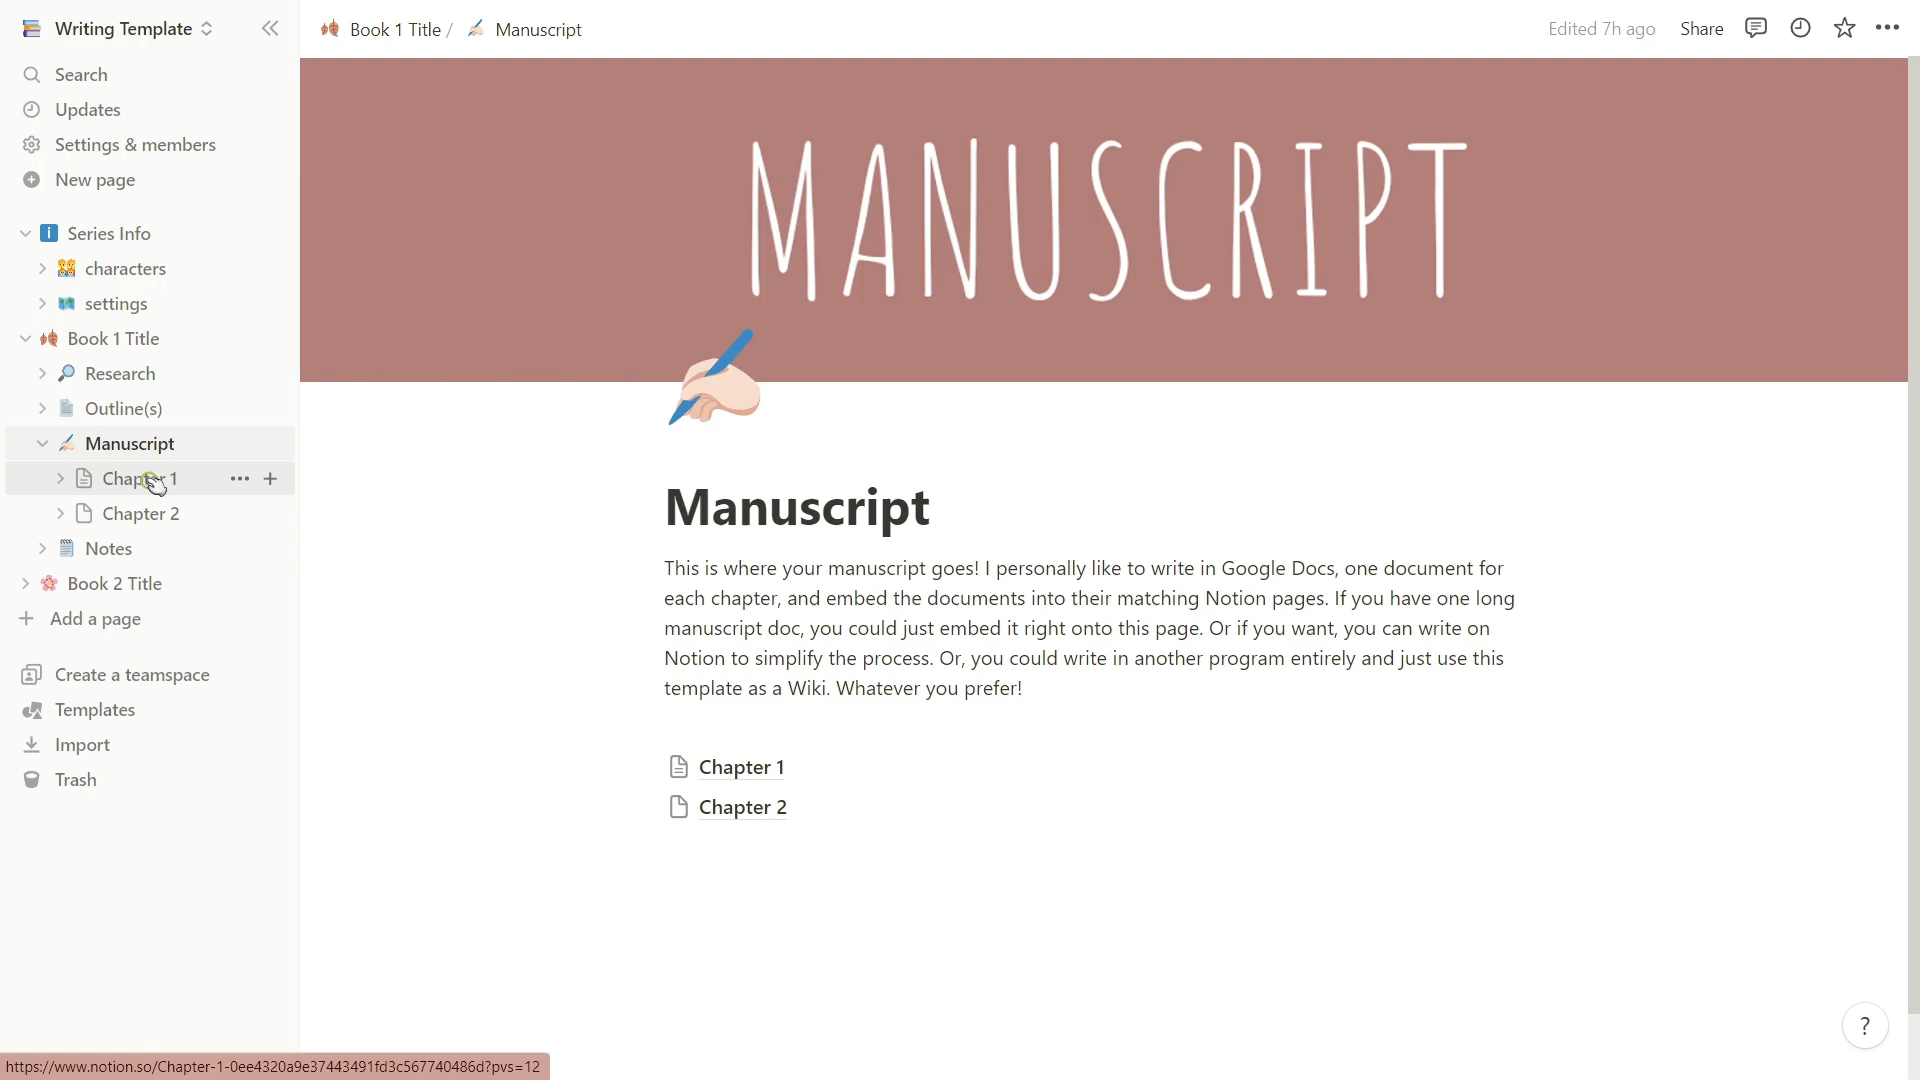 Writing Template
Search
Updates
Settings & members
New page
Series Info
characters
settings
Book 1 Title
Research
Outline(s)
Manuscript
Chapter 1
Chapter 2
Notes
Book 2 Title
Add a page
Create a teamspace
Templates
Import
Trash
https://www.notion.so/Chapter-1-0ee4320a9e37443491fd3c567740486d?pvs=12
Book 1 Title / Manuscript
Edited 7h ago Share
MANUSCRIPT
Manuscript
This is where your manuscript goes! I personally like to write in Google Docs, one document for
each chapter, and embed the documents into their matching Notion pages. If you have one long
manuscript doc, you could just embed it right onto this page. Or if you want, you can write on
Notion to simplify the process. Or, you could write in another program entirely and just use this
template as a Wiki. Whatever you prefer!
Chapter 1
Chapter 2
?